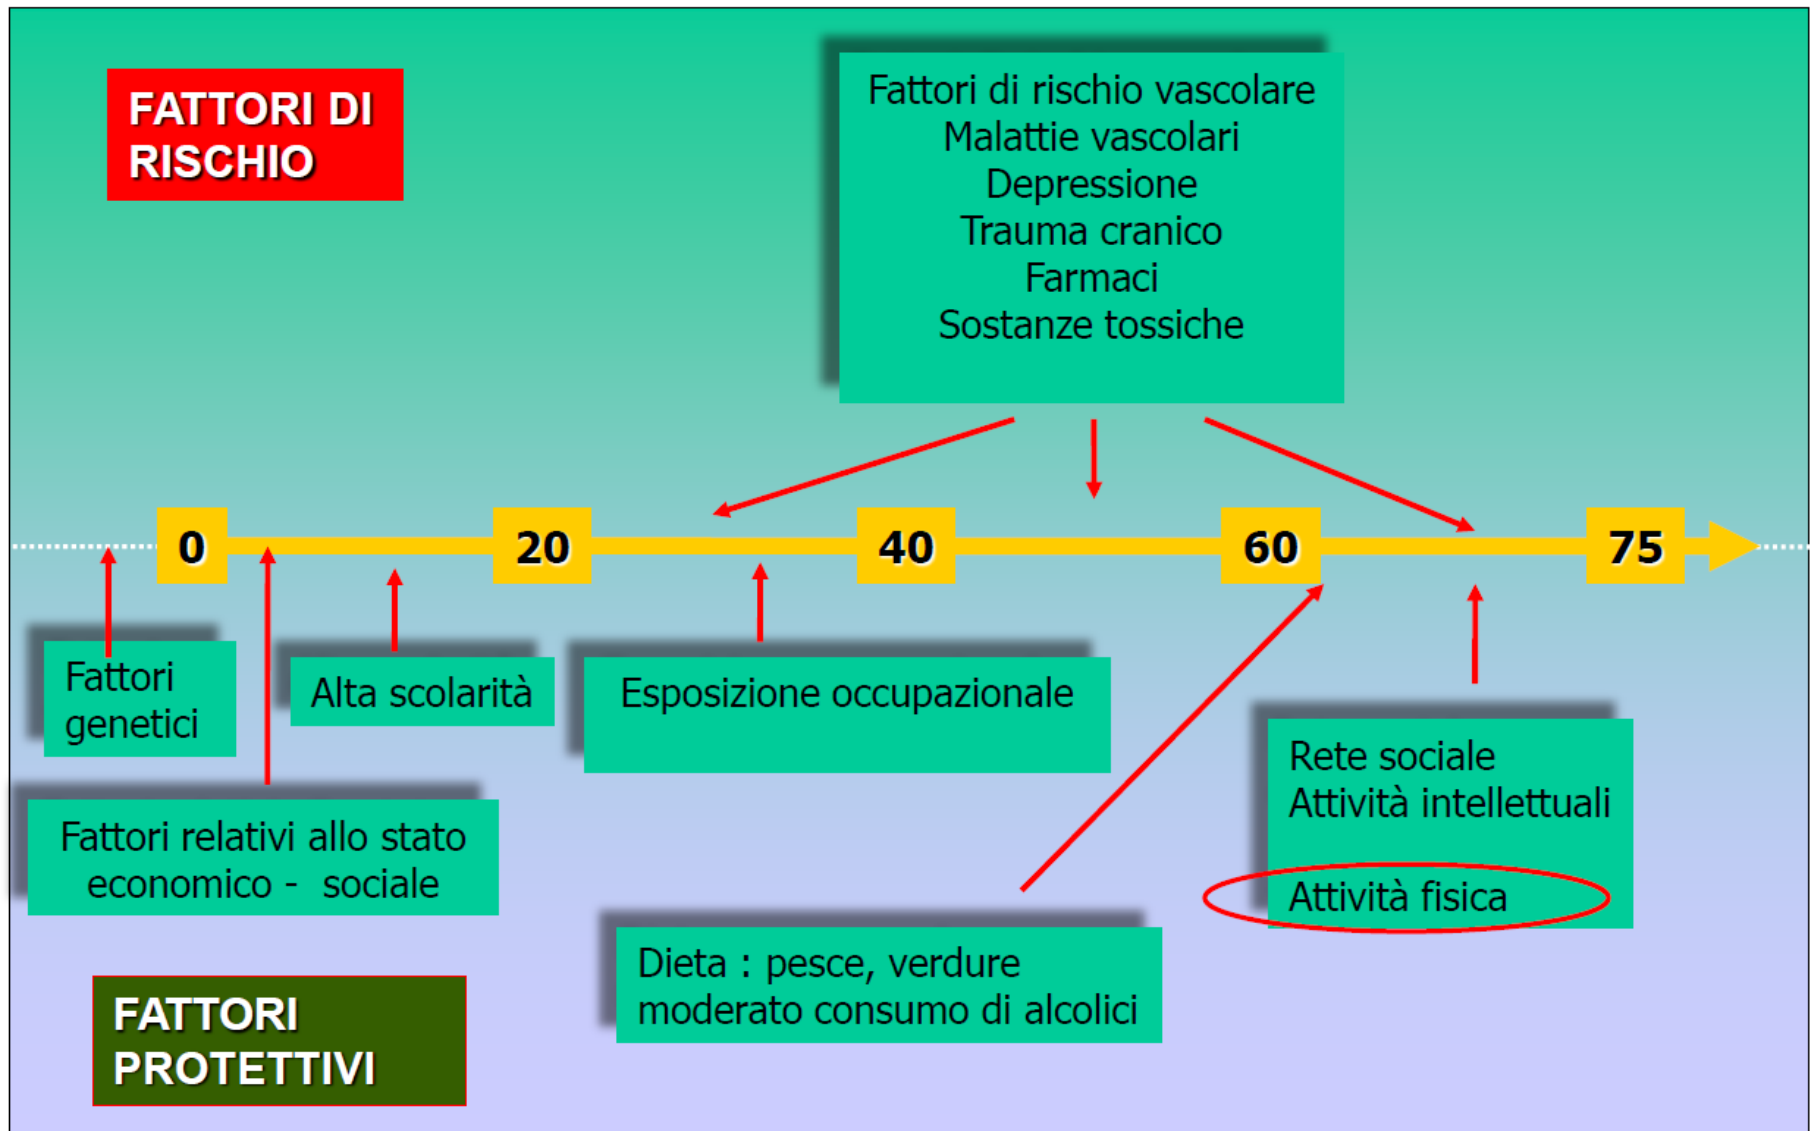 FATTORI DI
RISCHIO
Fattori di rischio vascolare
Malattie vascolari
Depressione
Trauma cranico
Farmaci
Sostanze tossiche
0
20
40
60
75
Fattori
genetici
Alta scolarità
Esposizione occupazionale
Rete sociale
Attività intellettuali
Attività fisica
Fattori relativi allo stato
economico - sociale
Dieta : pesce, verdure
moderato consumo di alcolici
FATTORI
PROTETTIVI